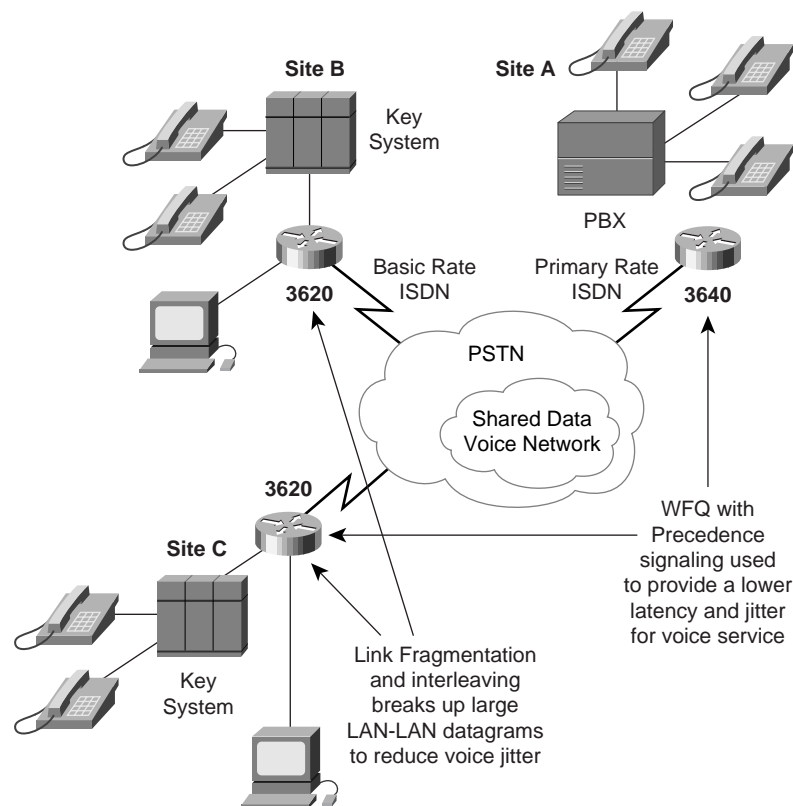 Site B
Site A
Key
System
PBX
Basic Rate
ISDN
Primary Rate
ISDN
3620
3640
PSTN
Shared Data
Voice Network
3620
Site C
WFQ with
Precedence
signaling used
to provide a lower
latency and jitter
for voice service
Key
System
Link Fragmentation
and interleaving
breaks up large
LAN-LAN datagrams
to reduce voice jitter